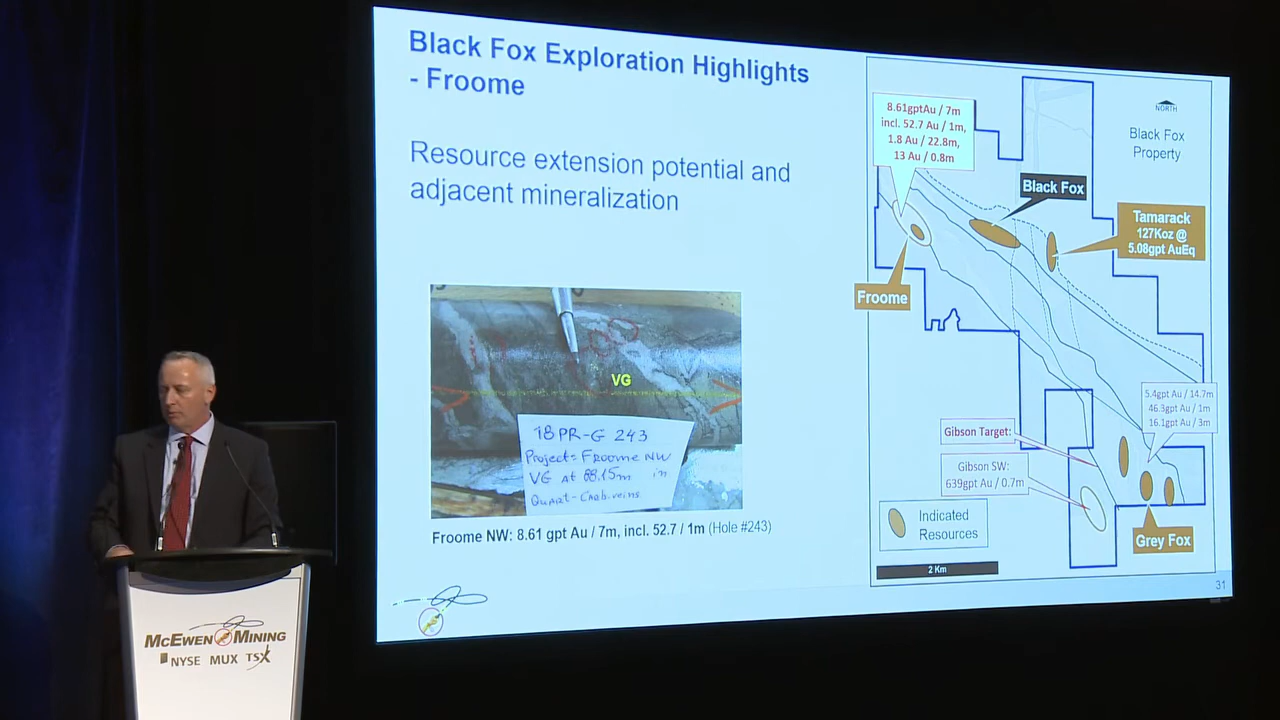 Black Fox Exploration Highlights
- Froome
Resource extension potential and
adjacent mineralization
VG
18PR-G 243
Project= Froome NW
VG at 88.15m in
Quart-Carb.veins
Froome NW: 8.61 gpt Au / 7m, incl. 52.7 / 1m (Hole #243)
8.61gptAu / 7m
incl. 52.7 Au / 1m,
1.8 Au / 22.8m,
13 Au / 0.8m
NORTH
Black Fox
Property
Black Fox
Tamarack
127Koz @
5.08gpt AuEq
Froome
5.4gpt Au / 14.7m
46.3gpt Au / 1m
16.1gpt Au / 3m
Gibson Target:
Gibson SW:
639gpt Au / 0.7m
Indicated
Resources
Grey Fox
2 Km
31
McEWEN MINING
NYSE MUX TSX